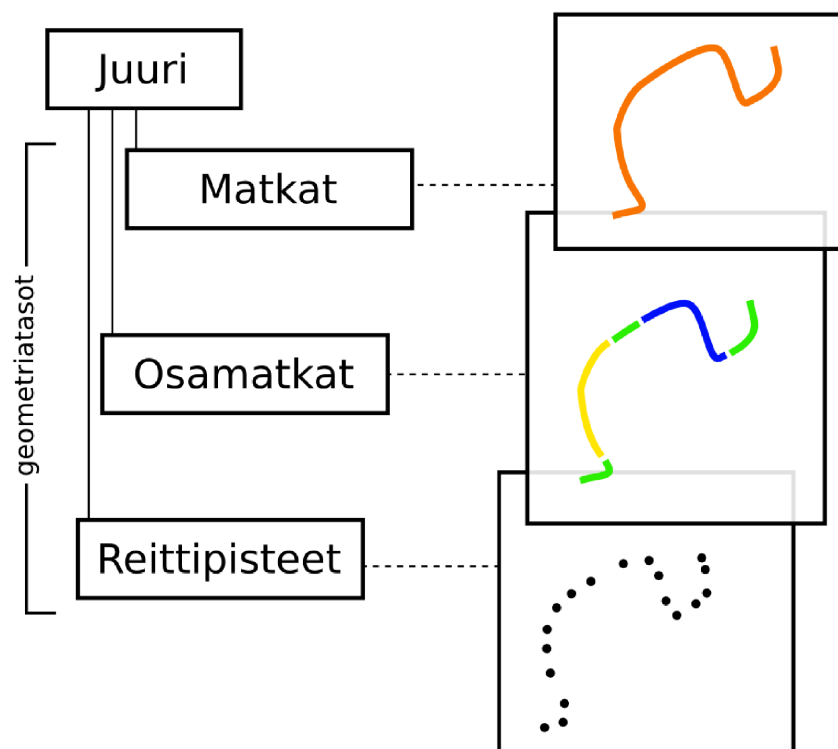 Juuri
Matkat
geometriatasot
Osamatkat
Reittipisteet